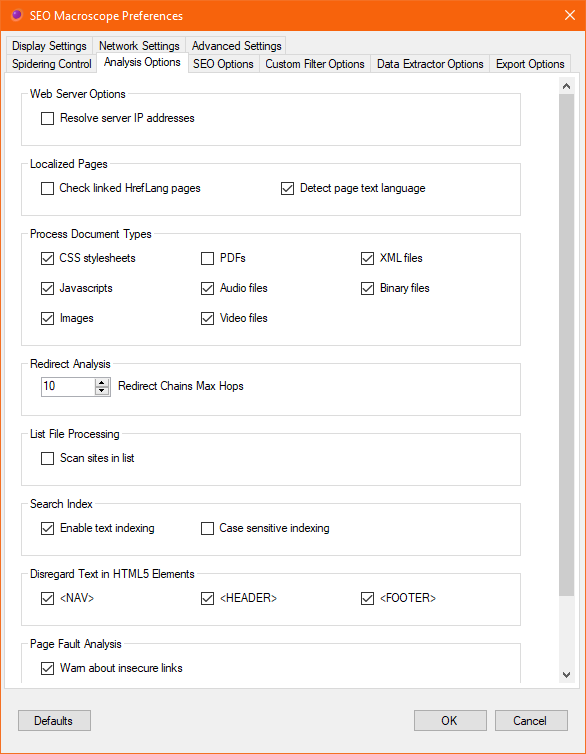 SEO Macroscope Preferences
Display Settings Network Settings Advanced Settings
Spidering Control Analysis Options SEO Options Custom Filter Options Data Extractor Options Export Options
Web Server Options
Resolve server IP addresses
Localized Pages
Check linked HrefLang pages Detect page text language
Process Document Types
CSS stylesheets PDFs XML files
Javascripts Audio files Binary files
Images Video files
Redirect Analysis
10 Redirect Chains Max Hops
List File Processing
Scan sites in list
Search Index
Enable text indexing Case sensitive indexing
Disregard Text in HTML5 Elements
<NAV> <HEADER> <FOOTER>
Page Fault Analysis
Warn about insecure links
Defaults OK Cancel